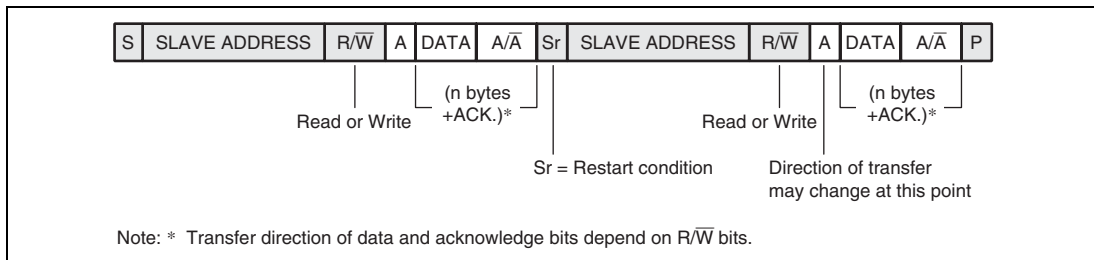 S SLAVE ADDRESS R/W̅ A DATA A/A̅ Sr SLAVE ADDRESS R/W̅ A DATA A/A̅ P
(n bytes +ACK.)*
(n bytes +ACK.)*
Read or Write
Read or Write
Sr = Restart condition
Direction of transfer
may change at this point
Note: * Transfer direction of data and acknowledge bits depend on R/W̅ bits.